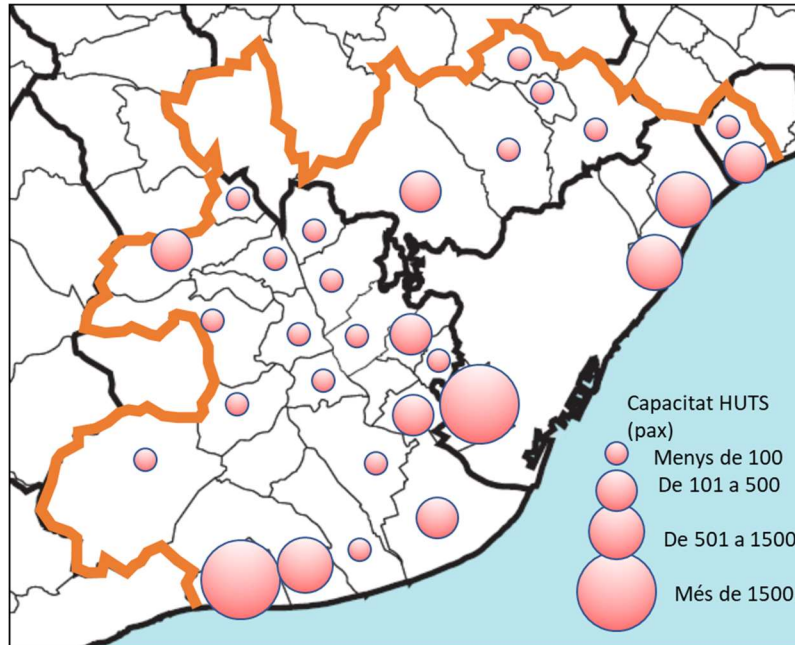 Capacitat HUTS
(pax)
Menys de 100
De 101 a 500
De 501 a 1500
Més de 1500